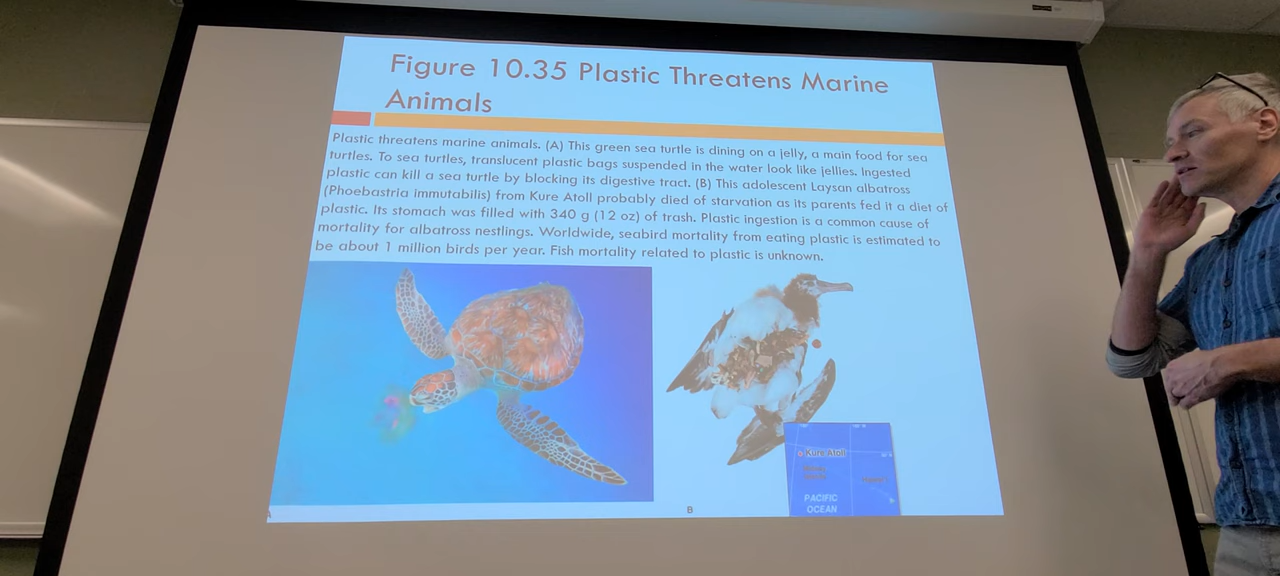 Figure 10.35 Plastic Threatens Marine
Animals
Plastic threatens marine animals. (A) This green sea turtle is dining on a jelly, a main food for sea
turtles. To sea turtles, translucent plastic bags suspended in the water look like jellies. Ingested
plastic can kill a sea turtle by blocking its digestive tract. (B) This adolescent Laysan albatross
(Phoebastria immutabilis) from Kure Atoll probably died of starvation as its parents fed it a diet of
plastic. Its stomach was filled with 340 g (12 oz) of trash. Plastic ingestion is a common cause of
mortality for albatross nestlings. Worldwide, seabird mortality from eating plastic is estimated to
be about 1 million birds per year. Fish mortality related to plastic is unknown.
Kure Atoll
PACIFIC
OCEAN
A
B